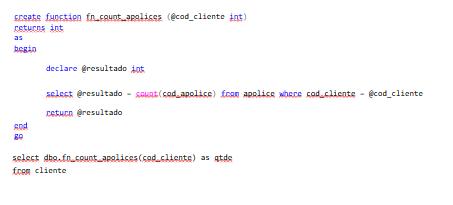 create function fn_count_apolices (@cod_cliente int)
returns int
as
begin
declare @resultado int
select @resultado = count(cod_apolice) from apolice where cod_cliente = @cod_cliente
return @resultado
end
go
select dbo.fn_count_apolices(cod_cliente) as qtde
from cliente